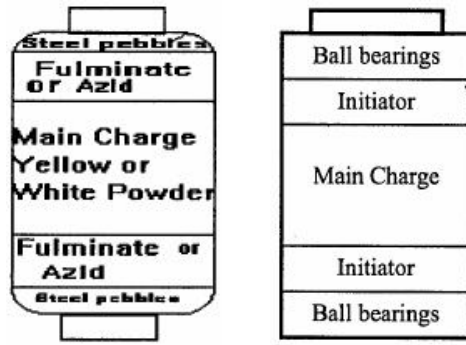 Steel pebbles
Fulminate
or Azid
Main Charge
Yellow or
White Powder
Fulminate or
Azid
Steel pebbles
Ball bearings
Initiator
Main Charge
Initiator
Ball bearings